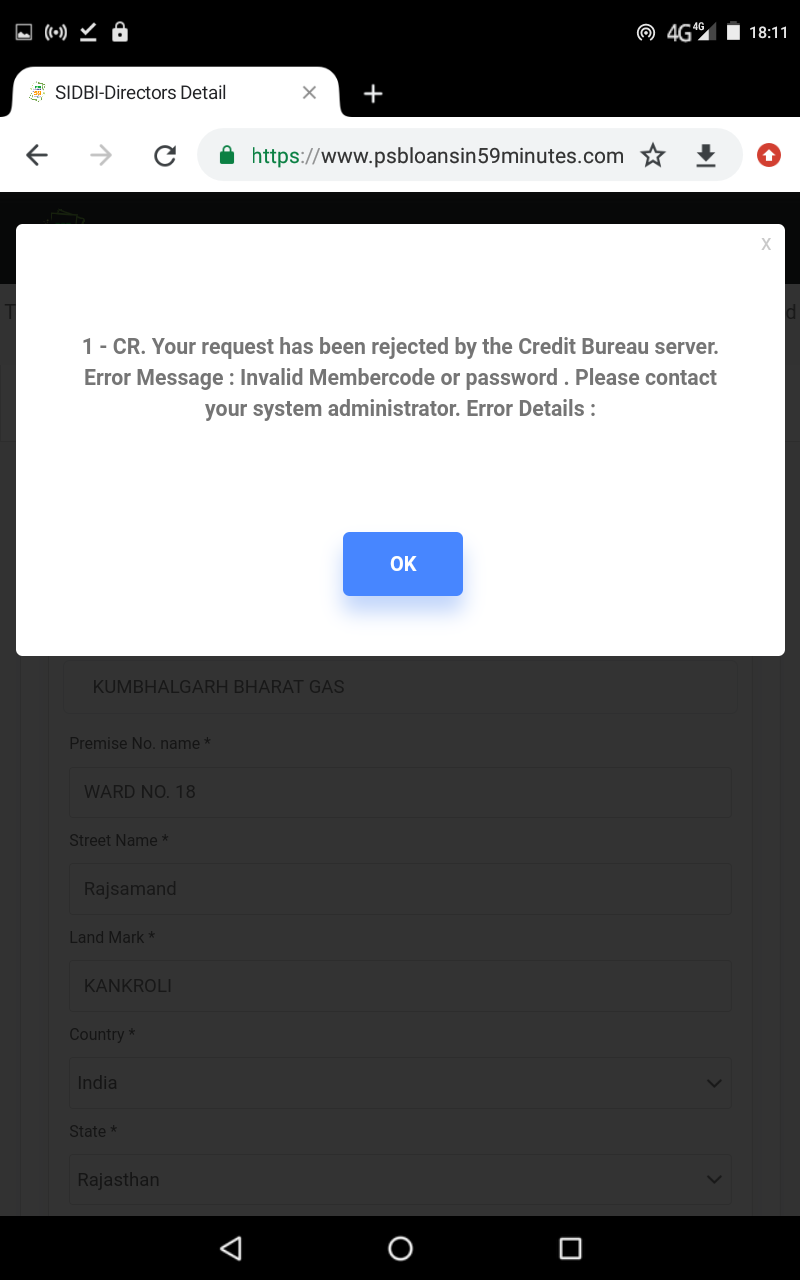 4G 4G 18:11
SIDBI-Directors Detail
https://www.psbloansin59minutes.com
X
T d
1 - CR. Your request has been rejected by the Credit Bureau server.
Error Message : Invalid Membercode or password . Please contact
your system administrator. Error Details :
OK
KUMBHALGARH BHARAT GAS
Premise No. name *
WARD NO. 18
Street Name *
Rajsamand
Land Mark *
KANKROLI
Country *
India
State *
Rajasthan